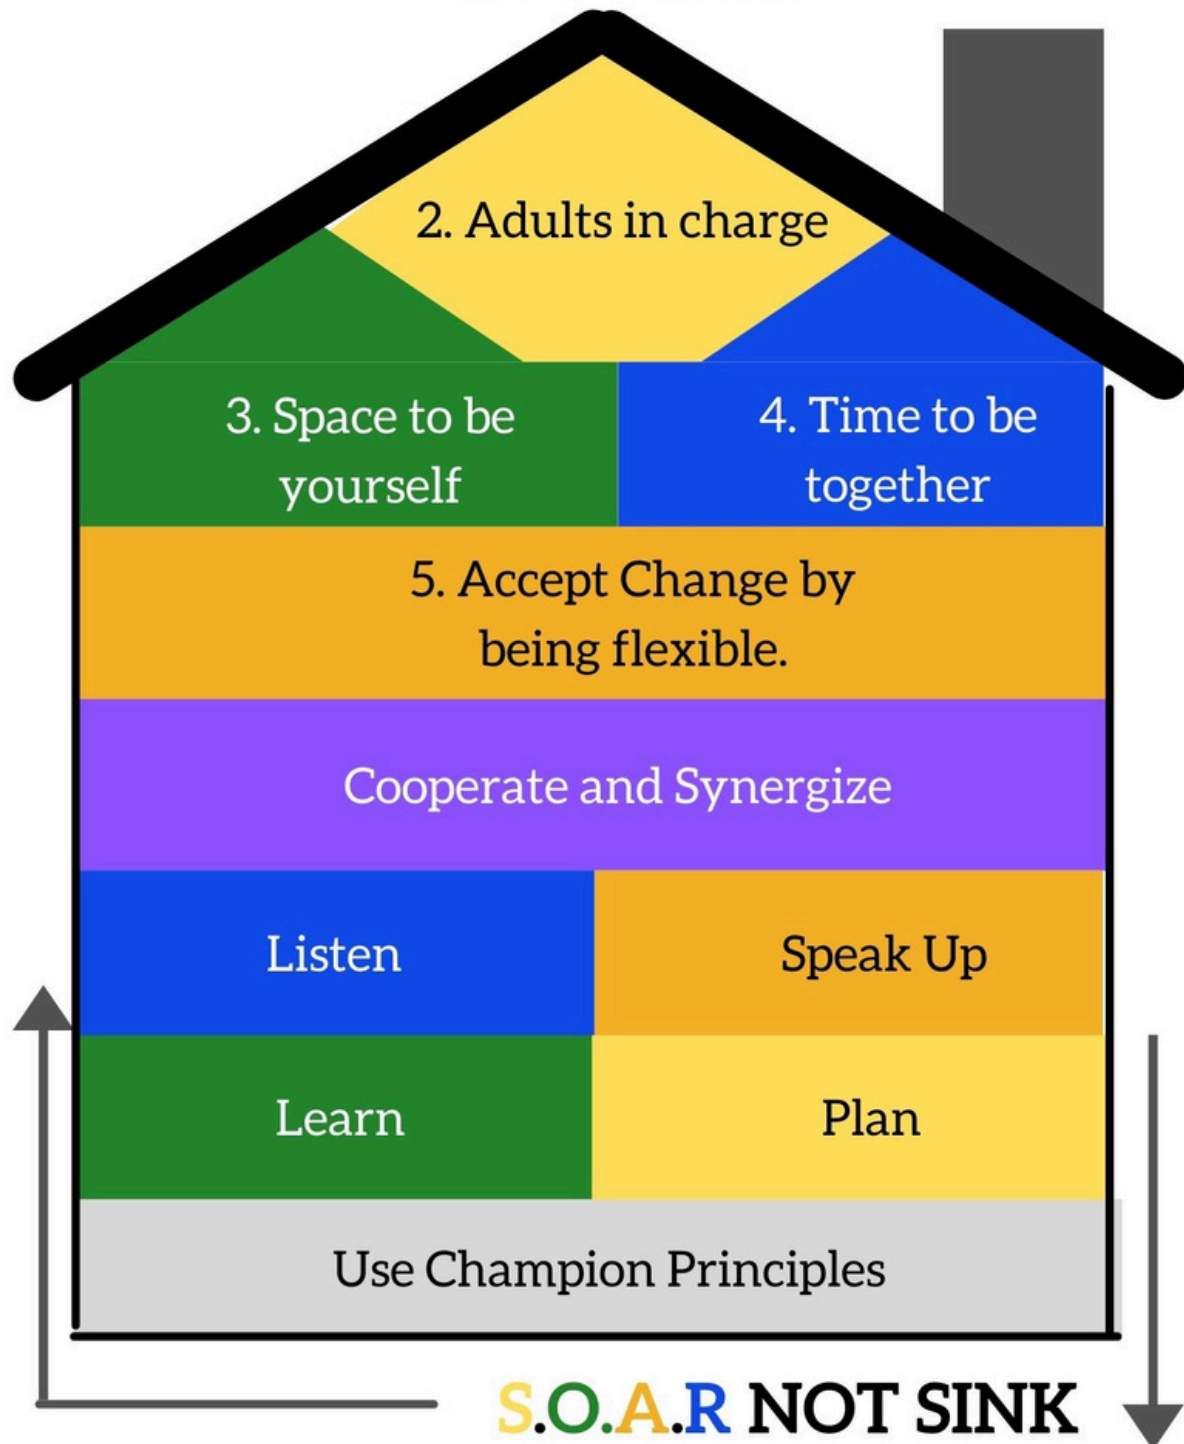 2. Adults in charge
3. Space to be
yourself
4. Time to be
together
5. Accept Change by
being flexible.
Cooperate and Synergize
Listen
Speak Up
Learn
Plan
Use Champion Principles
S.O.A.R NOT SINK